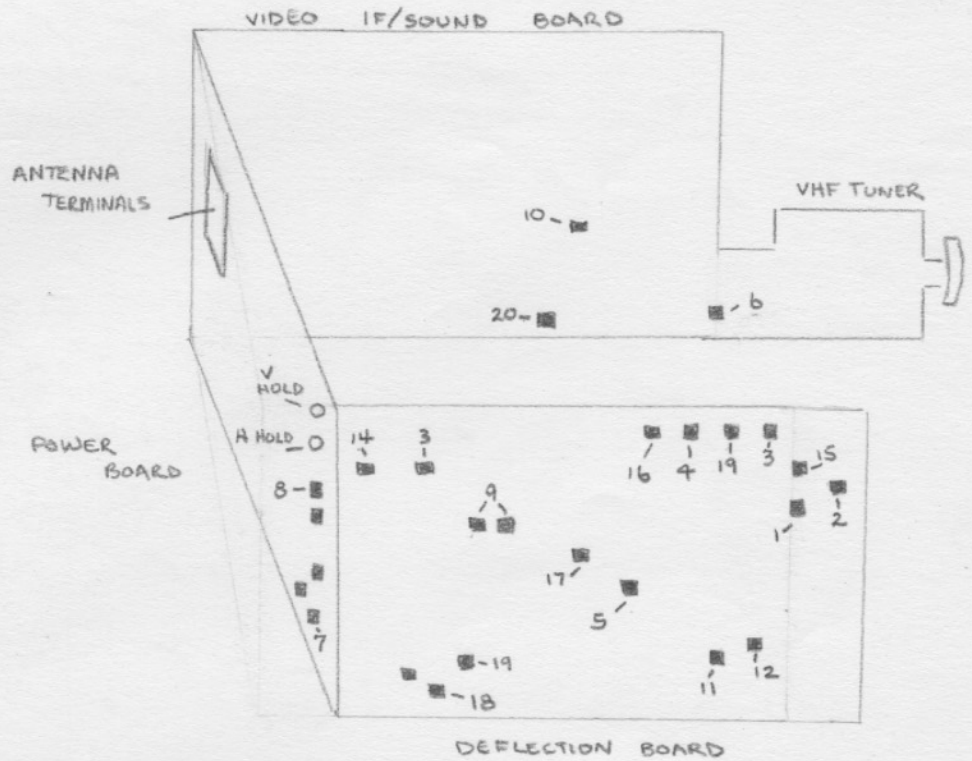 VIDEO IF/SOUND BOARD
ANTENNA
TERMINALS
VHF TUNER
10
20
6
V
HOLD
H HOLD
POWER
BOARD
14 3
16 4 19 3
15
8
9
1 2
17
5
7
19
18
11 12
DEFLECTION BOARD